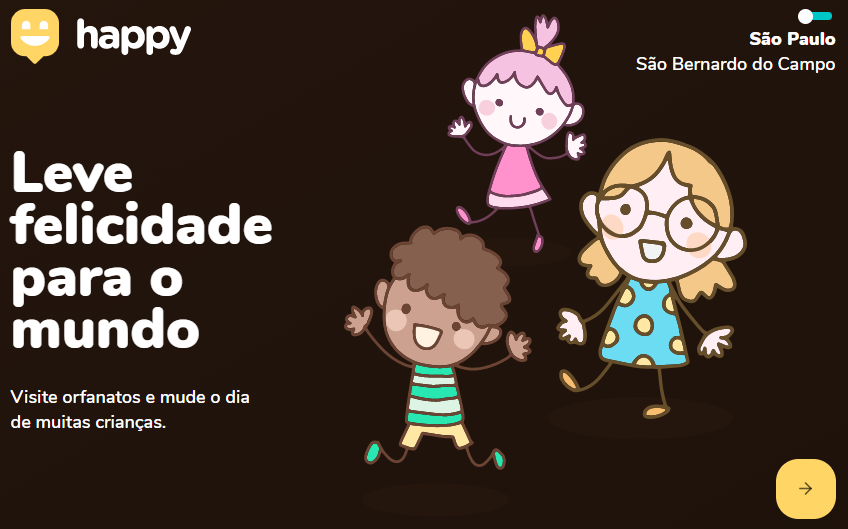 happy
São Paulo
São Bernardo do Campo
Leve
felicidade
para o
mundo
Visite orfanatos e mude o dia
de muitas crianças.